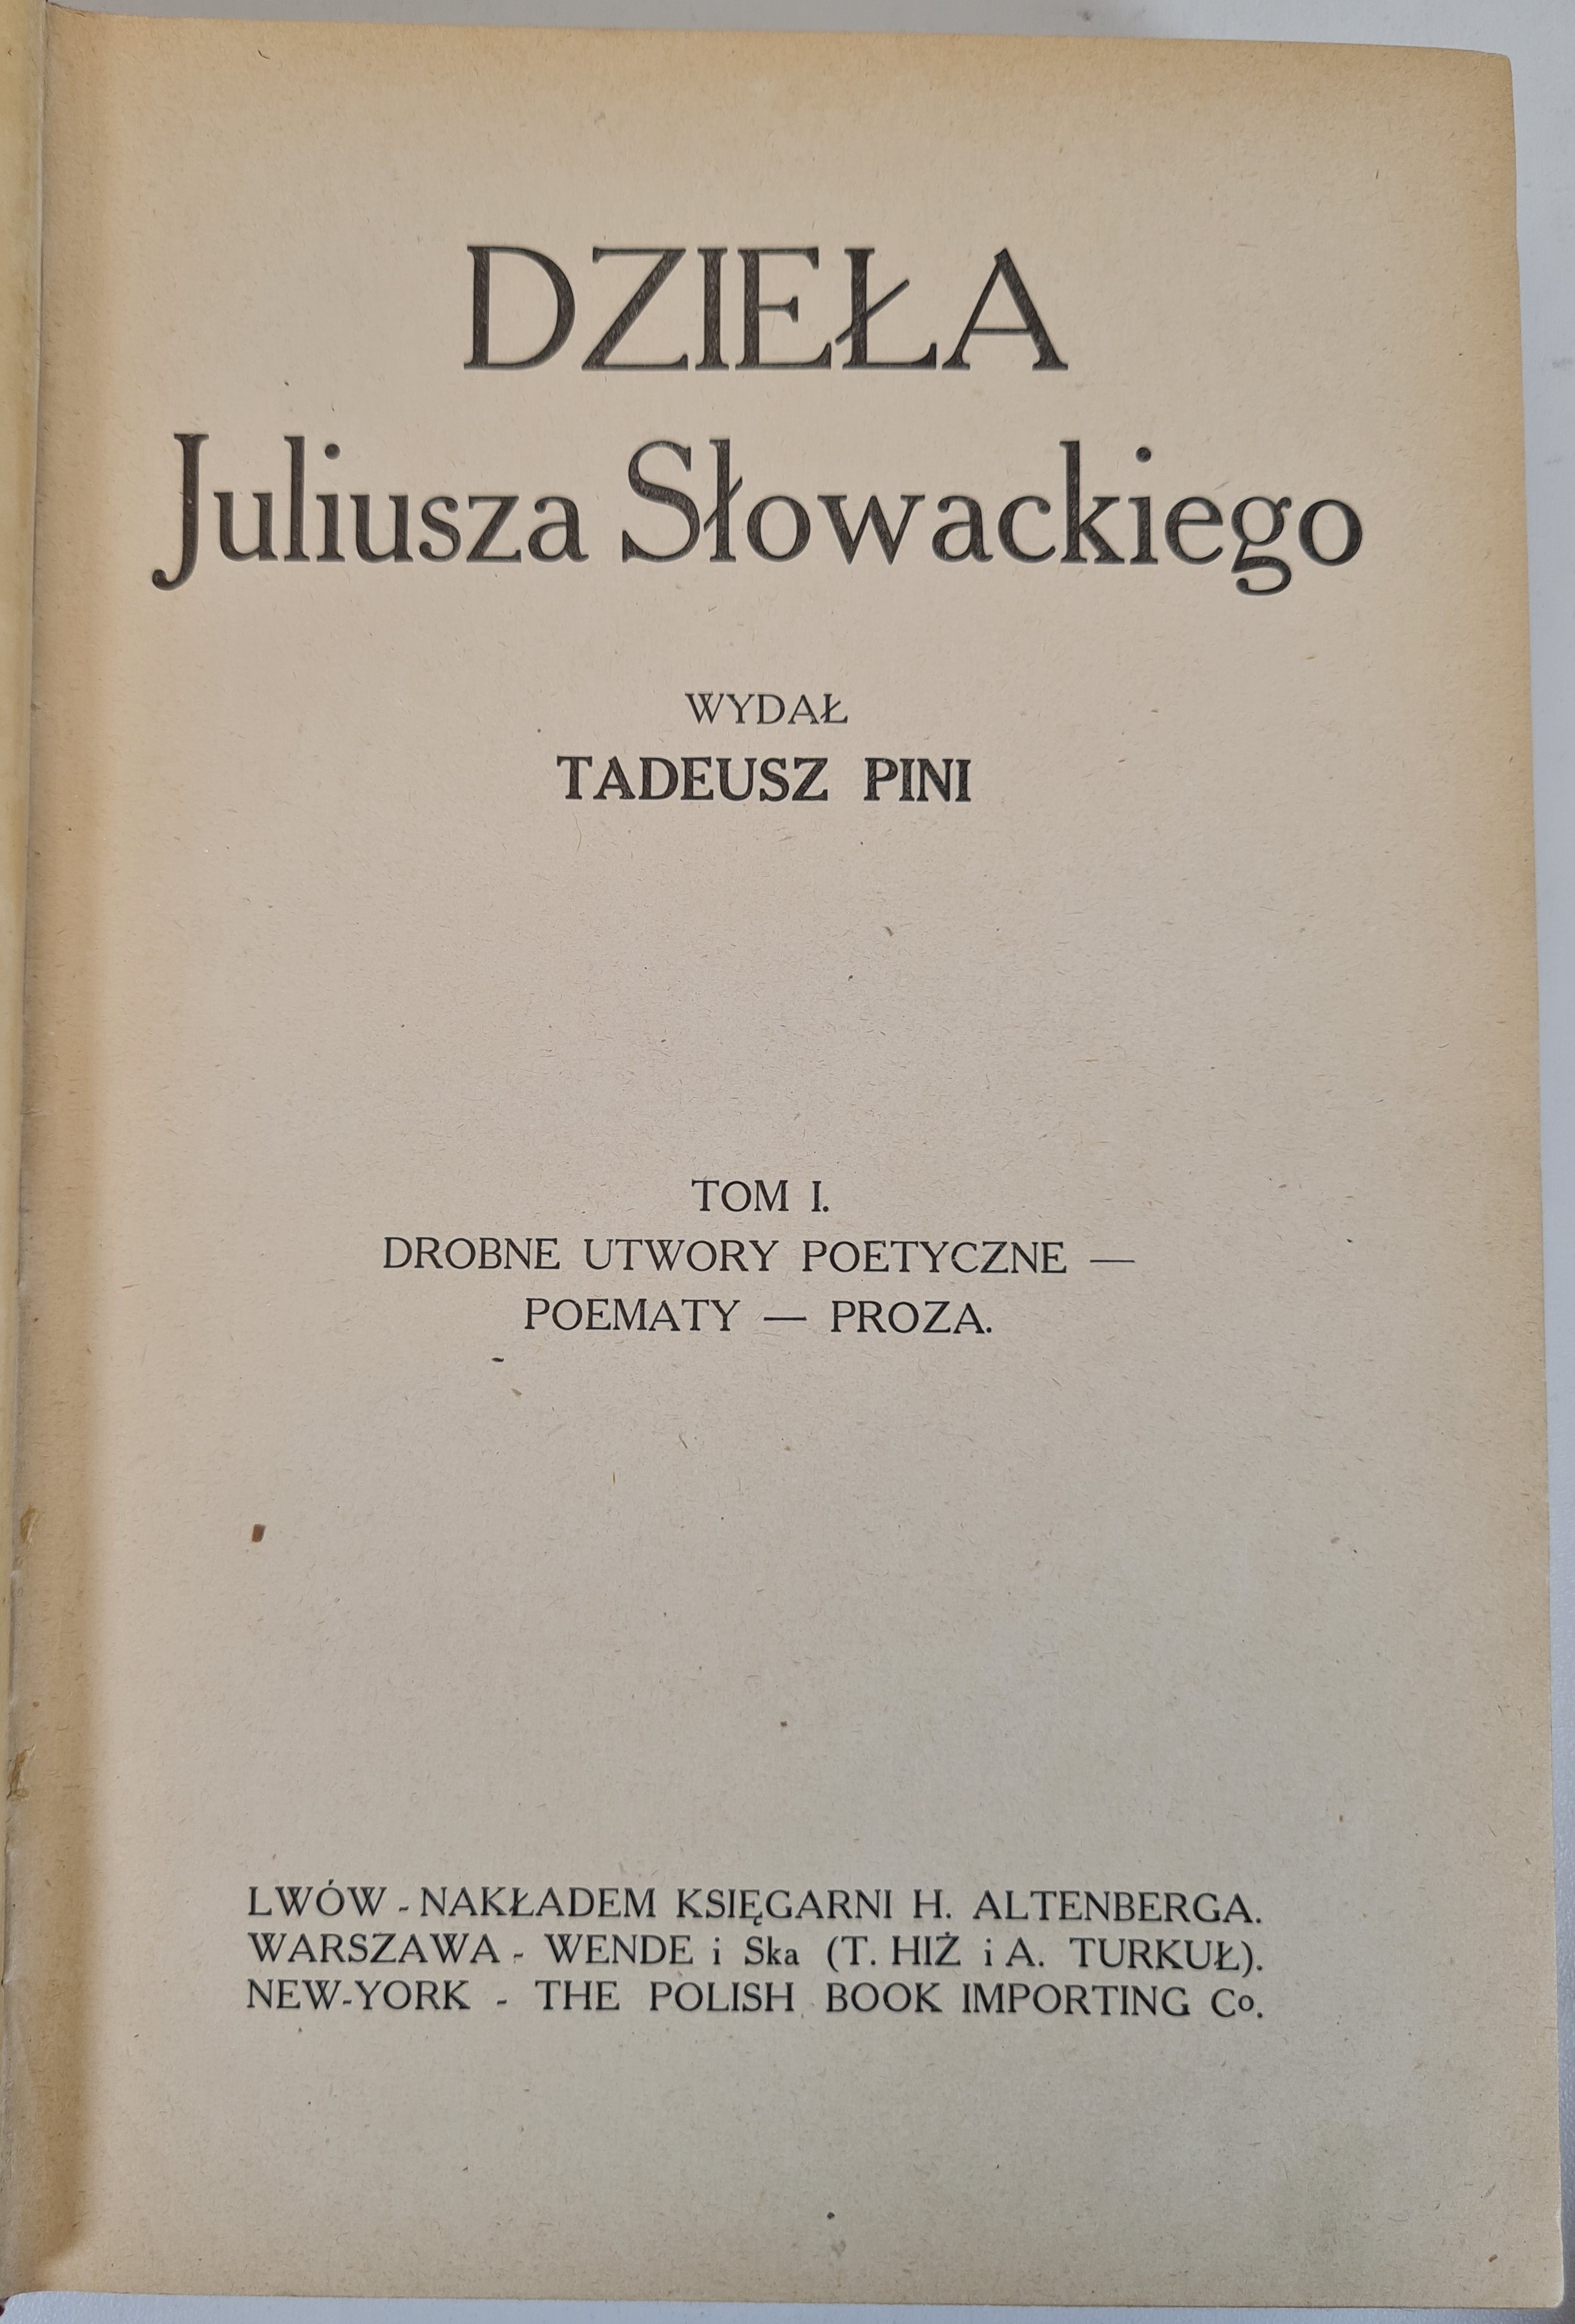 DZIEŁA
Juliusza Słowackiego
WYDAŁ
TADEUSZ PINI
TOM I.
DROBNE UTWORY POETYCZNE —
POEMATY — PROZA.
LWÓW - NAKŁADEM KSIĘGARNI H. ALTENBERGA.
WARSZAWA - WENDE i Ska (T. HIŻ i A. TURKUŁ).
NEW-YORK - THE POLISH BOOK IMPORTING Co.